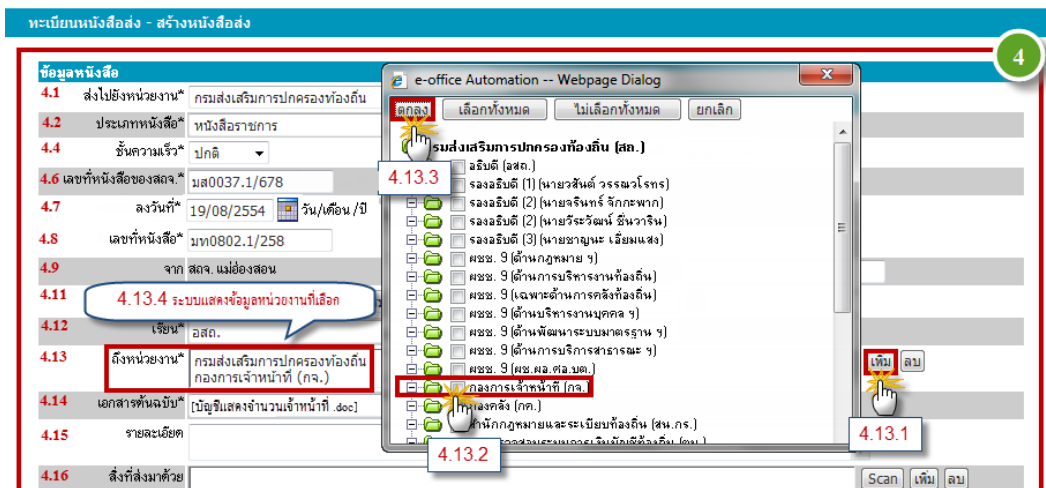 ทะเบียนหนังสือส่ง - สร้างหนังสือส่ง
4
ข้อมูลหนังสือ
4.1 ส่งไปยังหน่วยงาน* กรมส่งเสริมการปกครองท้องถิ่น
4.2 ประเภทหนังสือ* หนังสือราชการ
4.4 ชั้นความเร็ว* ปกติ
4.6 เลขที่หนังสือของสถจ.* มส0037.1/678
4.7 ลงวันที่* 19/08/2554 วัน/เดือน/ปี
4.8 เลขที่หนังสือ* มท0802.1/258
4.9 จาก สถจ. แม่ฮ่องสอน
4.11
4.13.4 ระบบแสดงข้อมูลหน่วยงานที่เลือก
4.12 เรียน* อสถ.
4.13 ถึงหน่วยงาน* กรมส่งเสริมการปกครองท้องถิ่น
กองการเจ้าหน้าที่ (กจ.)
เพิ่ม ลบ
4.13.1
4.14 เอกสารต้นฉบับ* [บัญชีแสดงจำนวนเจ้าหน้าที่ .doc]
4.15 รายละเอียด
4.16 สิ่งที่ส่งมาด้วย Scan เพิ่ม ลบ
e-office Automation -- Webpage Dialog
ตกลง เลือกทั้งหมด ไม่เลือกทั้งหมด ยกเลิก
4.13.3
รมส่งเสริมการปกครองท้องถิ่น (สถ.)
อธิบดี (อสถ.)
รองอธิบดี (1) (นายวสันต์ วรรณวโรทร)
รองอธิบดี (2) (นายจรินทร์ จักกะพาก)
รองอธิบดี (2) (นายวีระวัฒน์ ชื่นวาริน)
รองอธิบดี (3) (นายชาญนะ เอี่ยมแสง)
ผชช. 9 (ด้านกฎหมาย ฯ)
ผชช. 9 (ด้านการบริหารงานท้องถิ่น)
ผชช. 9 (เฉพาะด้านการคลังท้องถิ่น)
ผชช. 9 (ด้านบริหารงานบุคคล ฯ)
ผชช. 9 (ด้านพัฒนาระบบมาตรฐาน ฯ)
ผชช. 9 (ด้านการบริการสาธารณะ ฯ)
ผชช. 9 (ผช.ผอ.ศอ.บต.)
กองการเจ้าหน้าที่ (กจ.)
กองคลัง (กค.)
สำนักกฎหมายและระเบียบท้องถิ่น (สน.กร.)
4.13.2